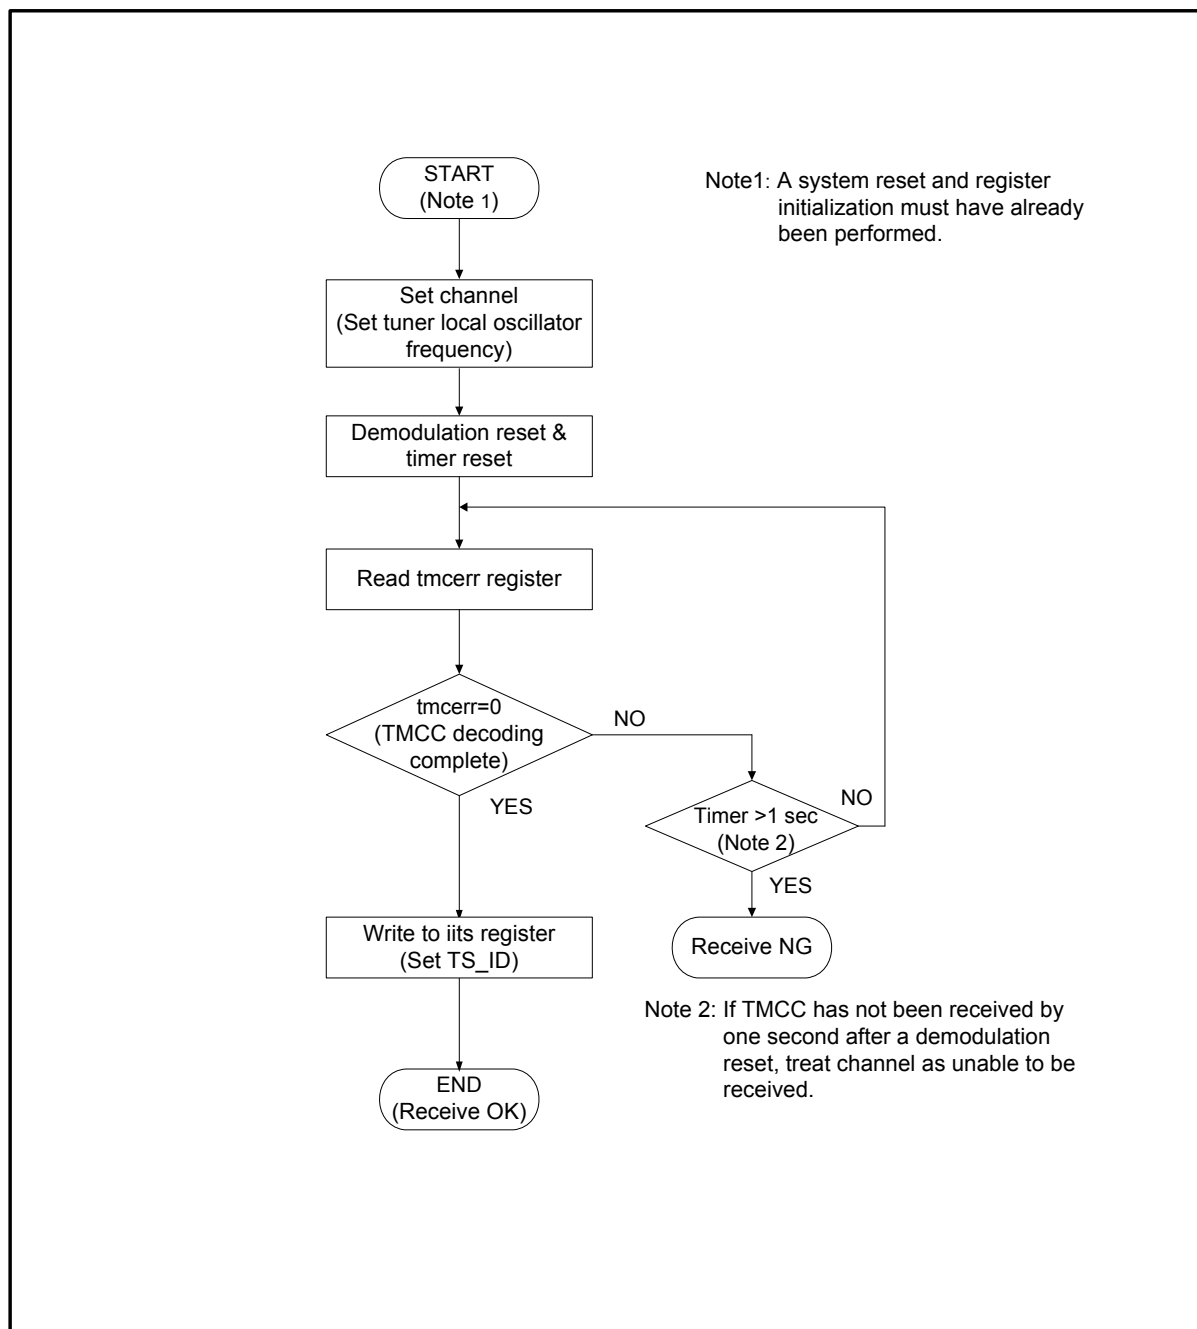 START
(Note 1)
Note1: A system reset and register
initialization must have already
been performed.
Set channel
(Set tuner local oscillator
frequency)
Demodulation reset &
timer reset
Read tmcerr register
tmcerr=0
(TMCC decoding
complete)
NO
YES
Timer >1 sec
(Note 2)
NO
YES
Write to iits register
(Set TS_ID)
Receive NG
Note 2: If TMCC has not been received by
one second after a demodulation
reset, treat channel as unable to be
received.
END
(Receive OK)